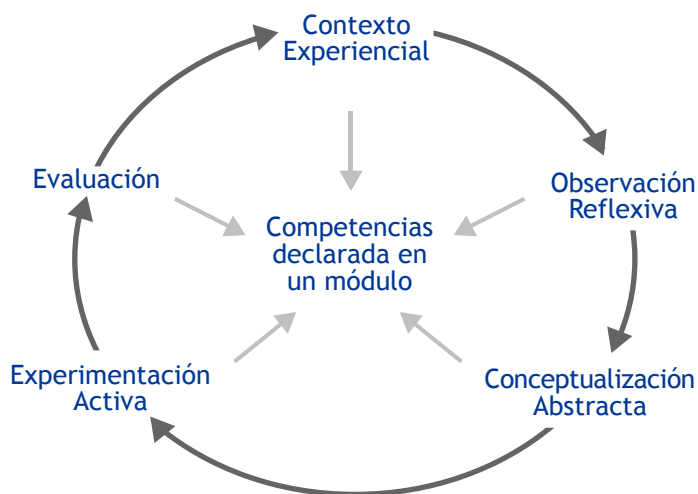 Contexto
Experiencial
Observación
Reflexiva
Conceptualización
Abstracta
Experimentación
Activa
Evaluación
Competencias
declarada en
un módulo